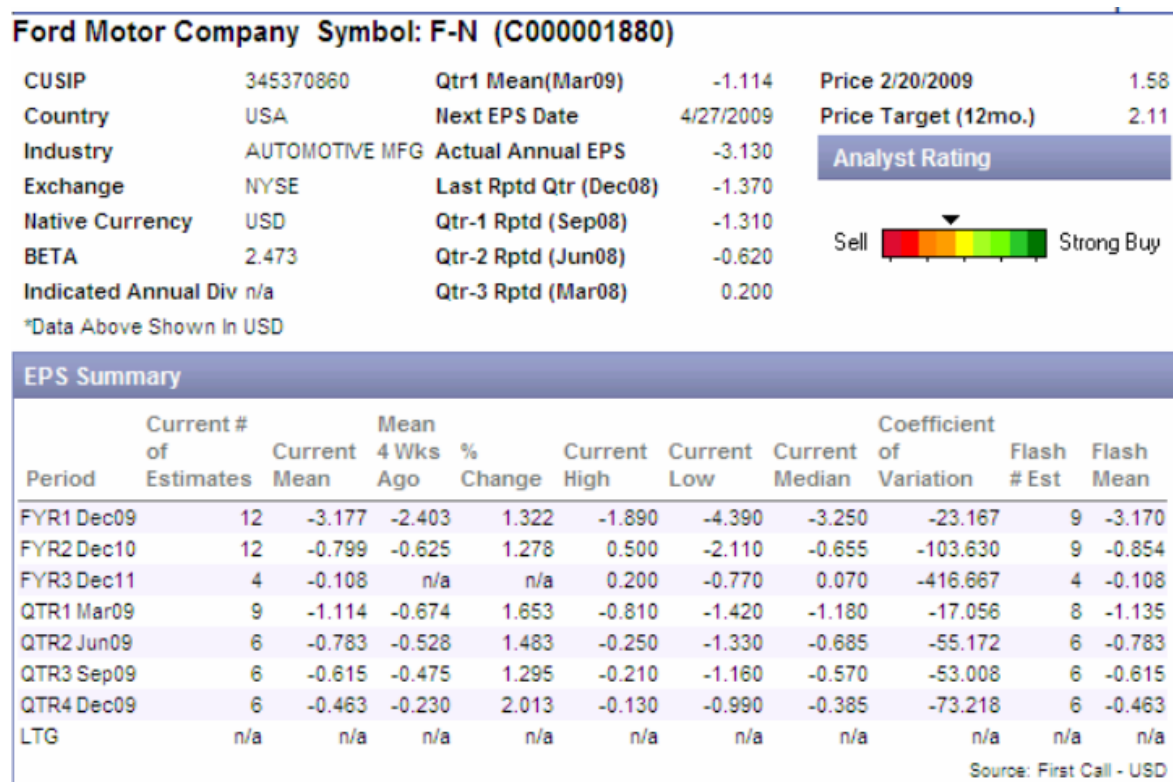 Ford Motor Company Symbol: F-N (C000001880)
CUSIP 345370860 Qtr1 Mean(Mar09) -1.114 Price 2/20/2009 1.58
Country USA Next EPS Date 4/27/2009 Price Target (12mo.) 2.11
Industry AUTOMOTIVE MFG Actual Annual EPS -3.130 Analyst Rating
Exchange NYSE Last Rptd Qtr (Dec08) -1.370
Native Currency USD Qtr-1 Rptd (Sep08) -1.310
Sell Strong Buy
BETA 2.473 Qtr-2 Rptd (Jun08) -0.620
Indicated Annual Div n/a Qtr-3 Rptd (Mar08) 0.200
*Data Above Shown In USD
EPS Summary
Current # Mean Coefficient
of Current 4 Wks % Current Current Current of Flash Flash
Period Estimates Mean Ago Change High Low Median Variation # Est Mean
FYR1 Dec09 12 -3.177 -2.403 1.322 -1.890 -4.390 -3.250 -23.167 9 -3.170
FYR2 Dec10 12 -0.799 -0.625 1.278 0.500 -2.110 -0.655 -103.630 9 -0.854
FYR3 Dec11 4 -0.108 n/a n/a 0.200 -0.770 0.070 -416.667 4 -0.108
QTR1 Mar09 9 -1.114 -0.674 1.653 -0.810 -1.420 -1.180 -17.056 8 -1.135
QTR2 Jun09 6 -0.783 -0.528 1.483 -0.250 -1.330 -0.685 -55.172 6 -0.783
QTR3 Sep09 6 -0.615 -0.475 1.295 -0.210 -1.160 -0.570 -53.008 6 -0.615
QTR4 Dec09 6 -0.463 -0.230 2.013 -0.130 -0.990 -0.385 -73.218 6 -0.463
LTG n/a n/a n/a n/a n/a n/a n/a n/a n/a n/a
Source: First Call - USD